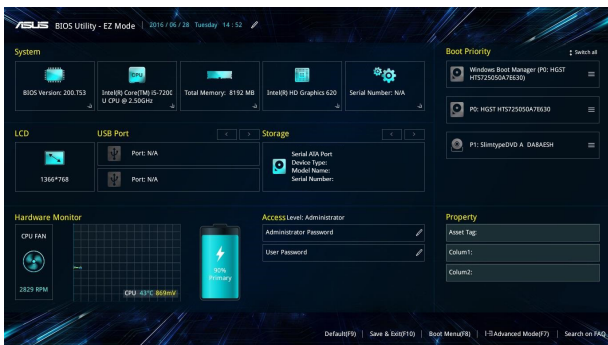 ASUS BIOS Utility - EZ Mode 2016 / 06 / 28 Tuesday 14 : 52
System
BIOS Version: 200.T53
CPU
Intel(R) Core(TM) i5-720C
U CPU @ 2.50GHz
Total Memory: 8192 MB
Intel(R) HD Graphics 620
Serial Number: N/A
Boot Priority
Switch all
Windows Boot Manager (P0: HGST
HTS725050A7E630)
P0: HGST HTS725050A7E630
P1: SlimtypeDVD A DA8AESH
LCD
1366*768
USB Port
Port: N/A
Port: N/A
Storage
Serial ATA Port
Device Type:
Model Name:
Serial Number:
Hardware Monitor
CPU FAN
2829 RPM
CPU 43°C 869mV
90%
Primary
Access Level: Administrator
Administrator Password
User Password
Property
Asset Tag:
Colum1:
Colum2:
Default(F9) | Save & Exit(F10) | Boot Menu(F8) | Advanced Mode(F7) | Search on FAQ